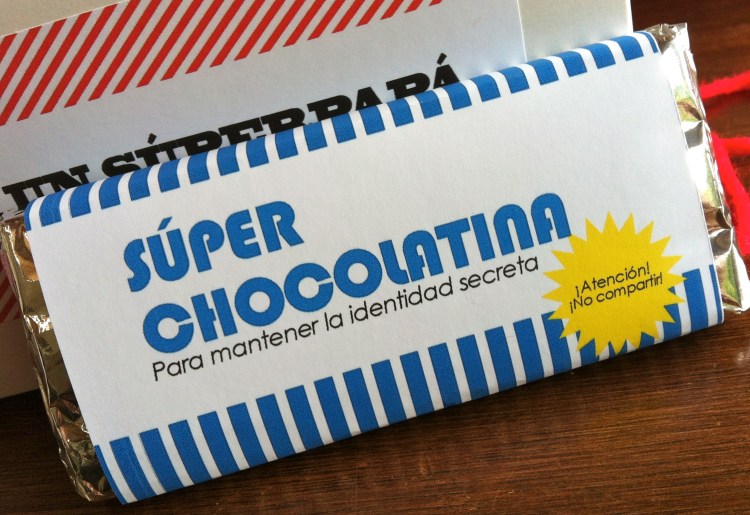 UN SÚPERPAPÁ
SÚPER
CHOCOLATINA
Para mantener la identidad secreta
¡Atención!
¡No compartir!